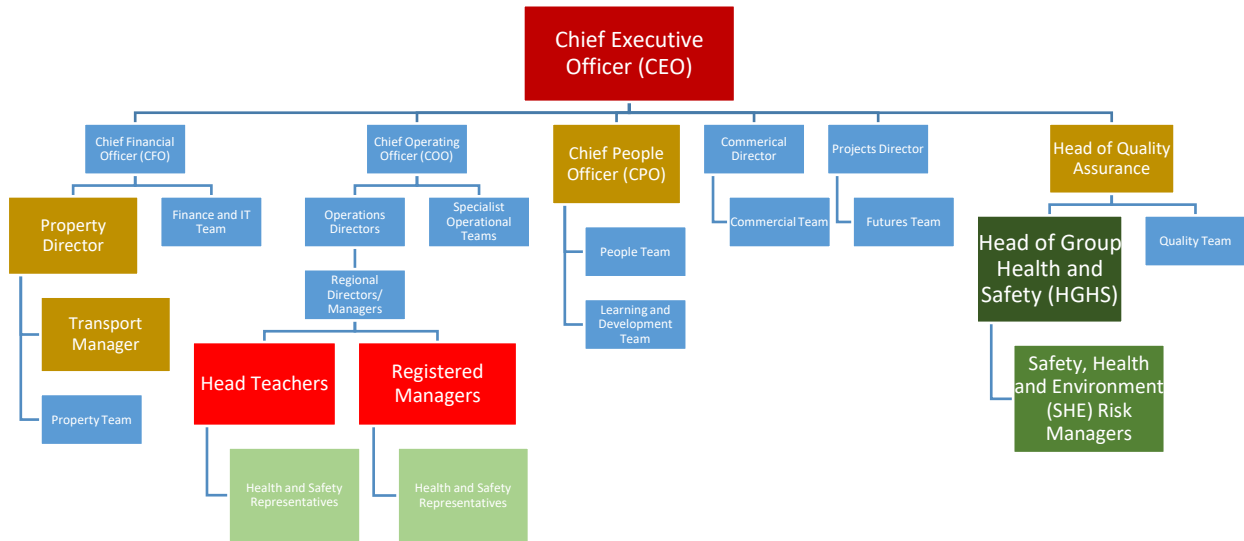 Chief Executive
Officer (CEO)
Chief Financial
Officer (CFO)
Chief Operating
Officer (COO)
Chief People
Officer (CPO)
Commerical
Director
Projects Director
Head of Quality
Assurance
Property
Director
Finance and IT
Team
Operations
Directors
Specialist
Operational
Teams
People Team
Commercial Team
Futures Team
Head of Group
Health and
Safety (HGHS)
Quality Team
Transport
Manager
Regional
Directors/
Managers
Learning and
Development
Team
Property Team
Head Teachers
Registered
Managers
Safety, Health
and Environment
(SHE) Risk
Managers
Health and Safety
Representatives
Health and Safety
Representatives